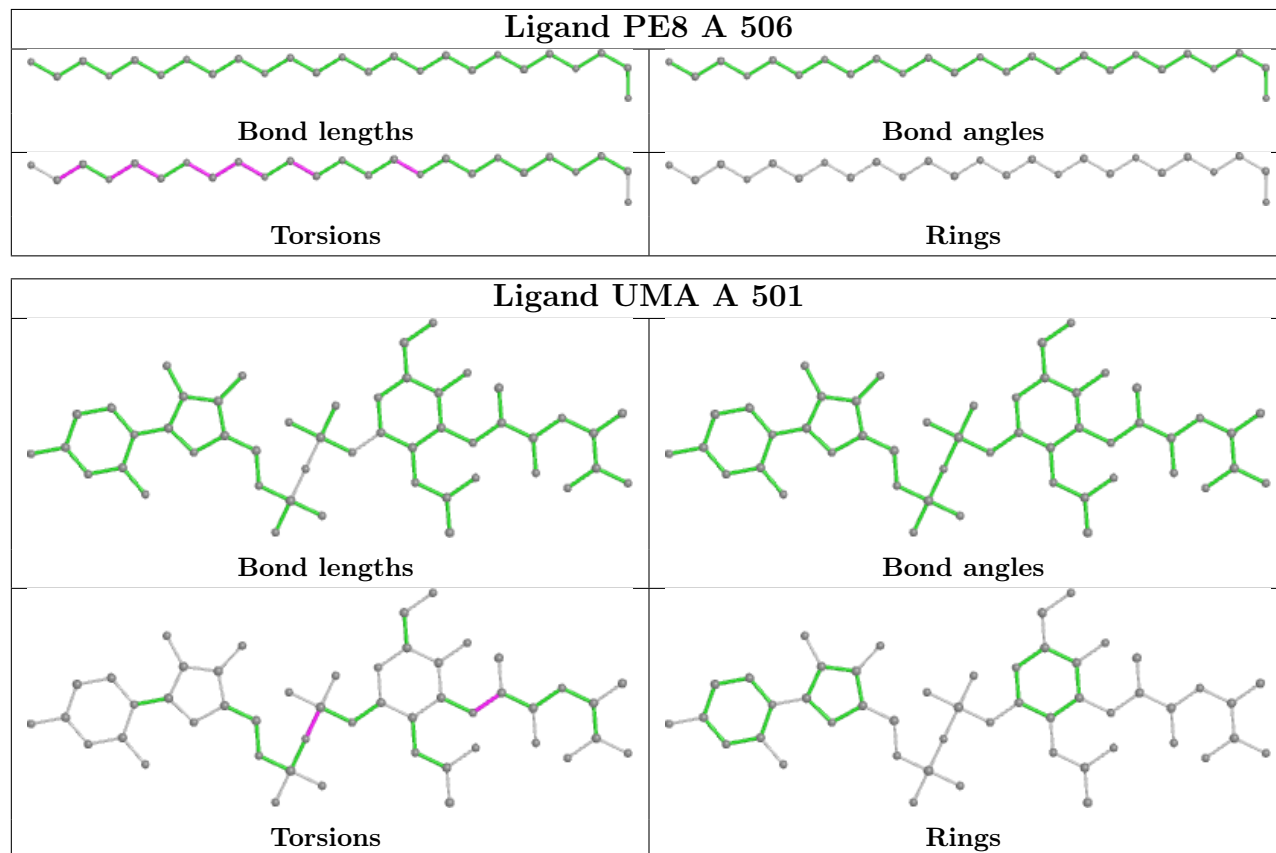 Ligand PE8 A 506
Bond lengths
Bond angles
Torsions
Rings
Ligand UMA A 501
Bond lengths
Bond angles
Torsions
Rings